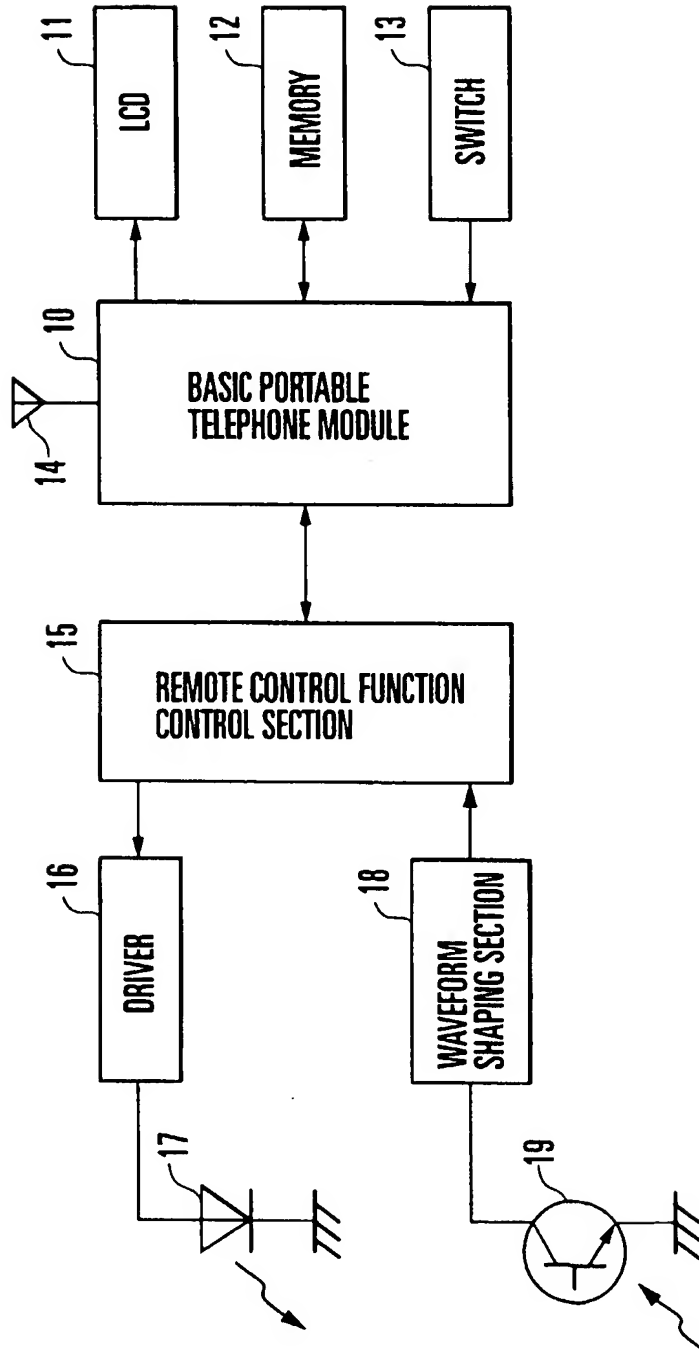 14
10
11
LCD
12
MEMORY
13
SWITCH
BASIC PORTABLE
TELEPHONE MODULE
15
REMOTE CONTROL FUNCTION
CONTROL SECTION
16
DRIVER
17
18
WAVEFORM
SHAPING SECTION
19